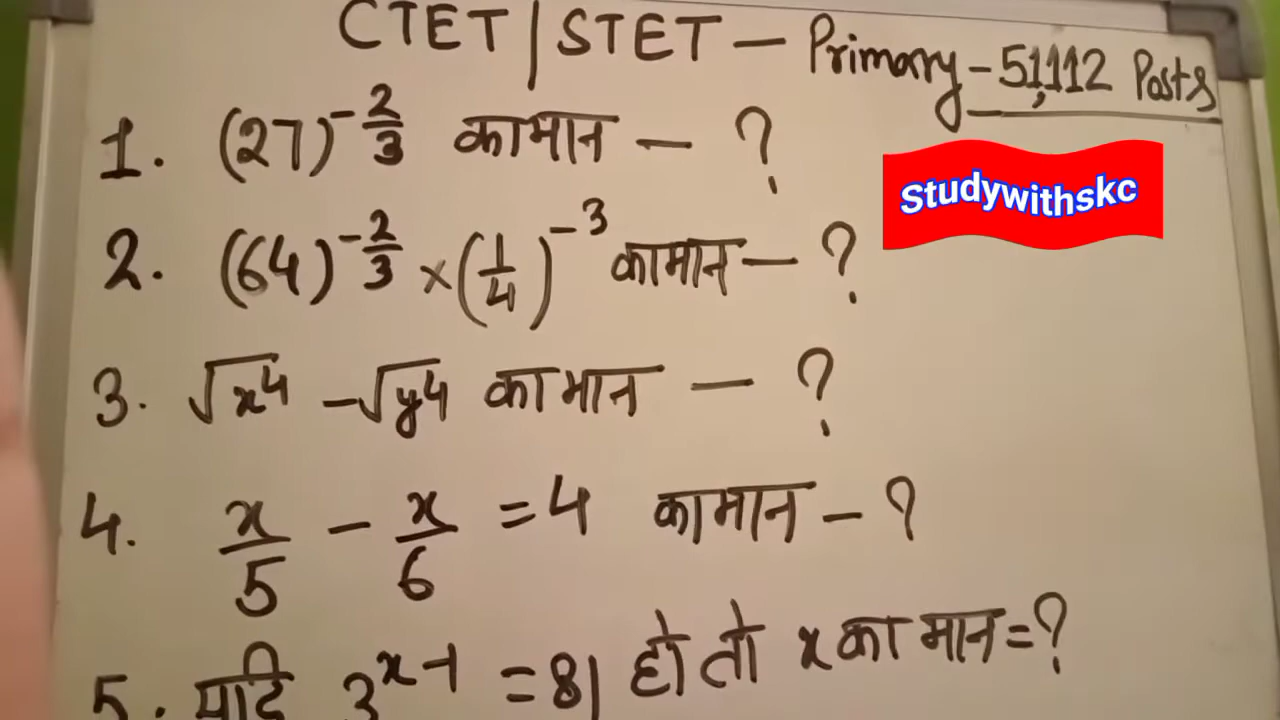 CTET | STET - Primary - 51,112 Posts
1. (27)^-2/3 का मान - ?
Studywithskc
2. (64)^-2/3 × (1/4)^-3 का मान - ?
3. √x⁴ - √y⁴ का मान - ?
4. x/5 - x/6 = 4 का मान - ?
5. यदि 3^x-1 = 81 हो तो x का मान = ?